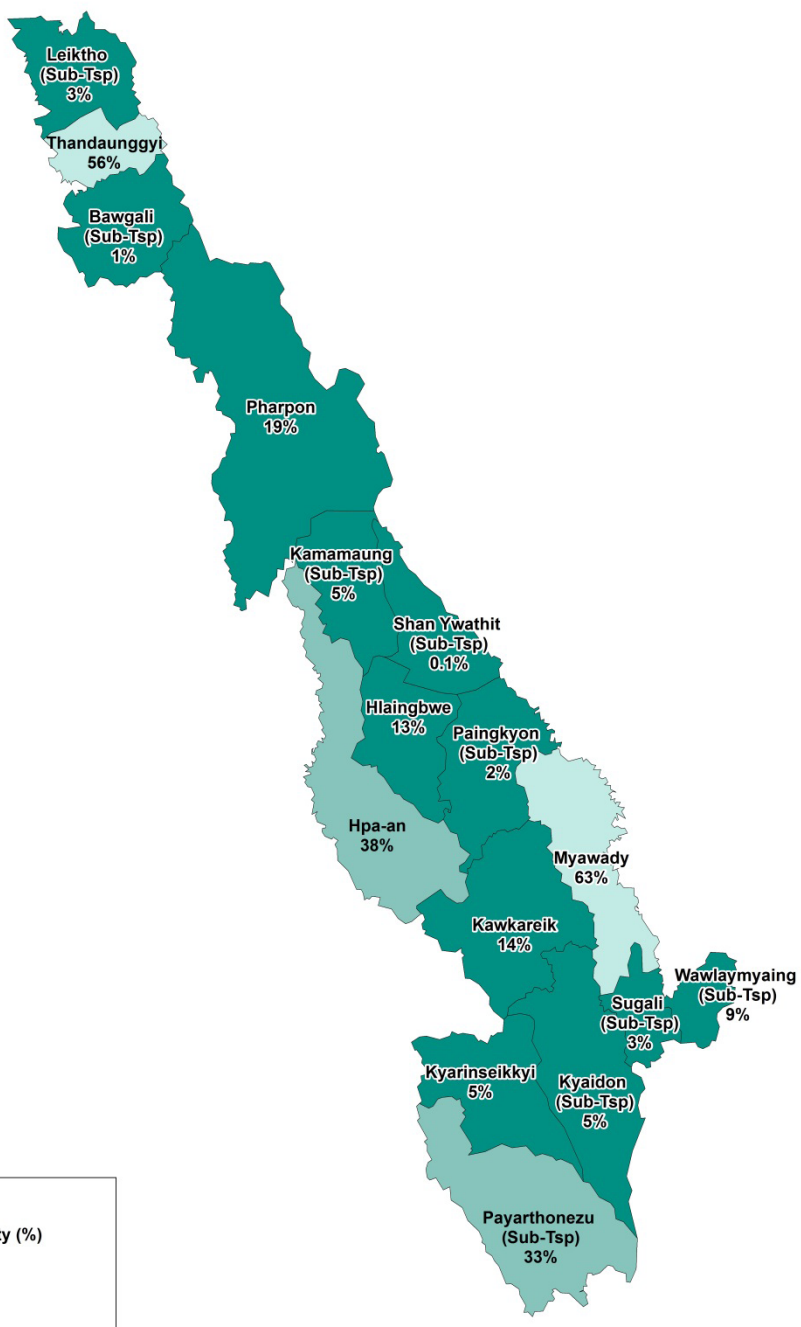 Leiktho
(Sub-Tsp)
3%
Thandaunggyi
56%
Bawgali
(Sub-Tsp)
1%
Pharpon
19%
Kamamaung
(Sub-Tsp)
5%
Shan Ywathit
(Sub-Tsp)
0.1%
Hlaingbwe
13%
Paingkyon
(Sub-Tsp)
2%
Hpa-an
38%
Myawady
63%
Kawkareik
14%
Wawlaymyaing
(Sub-Tsp)
9%
Sugali
(Sub-Tsp)
3%
Kyarinseikkyi
5%
Kyaidon
(Sub-Tsp)
5%
Payarthonezu
(Sub-Tsp)
33%
(%)